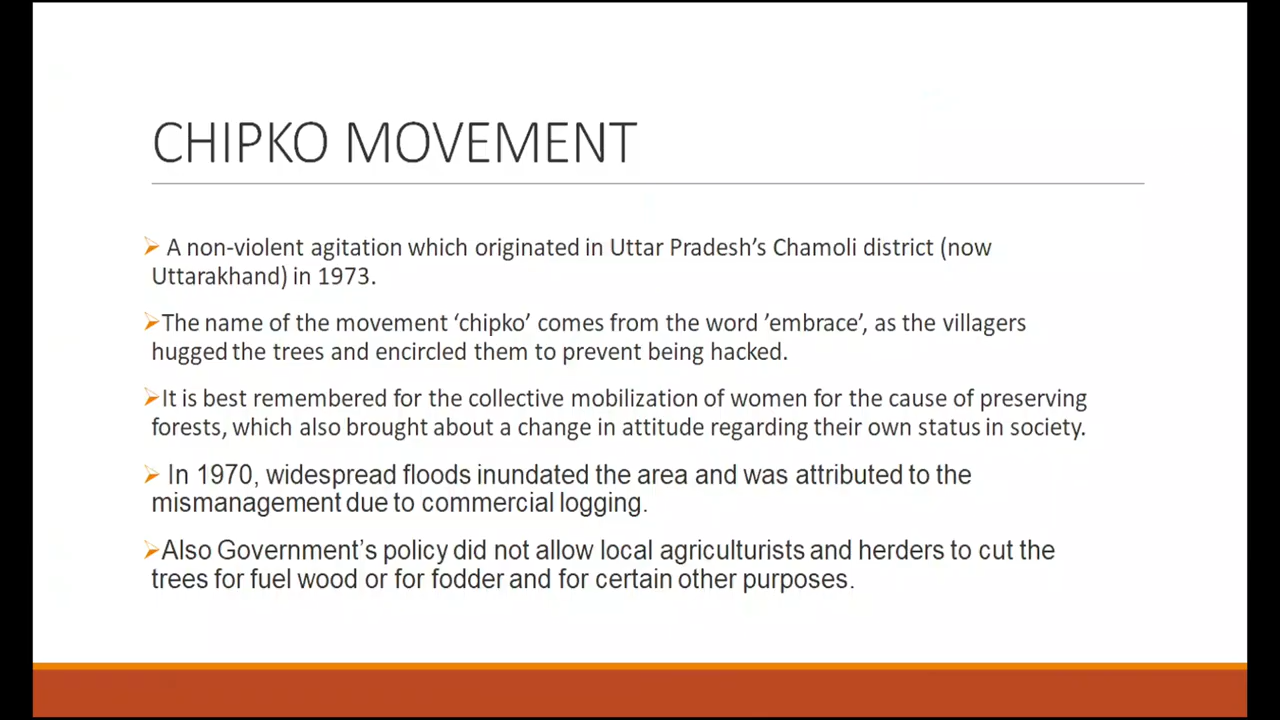 CHIPKO MOVEMENT
➢ A non-violent agitation which originated in Uttar Pradesh’s Chamoli district (now
Uttarakhand) in 1973.
➢The name of the movement ‘chipko’ comes from the word ’embrace’, as the villagers
hugged the trees and encircled them to prevent being hacked.
➢It is best remembered for the collective mobilization of women for the cause of preserving
forests, which also brought about a change in attitude regarding their own status in society.
➢ In 1970, widespread floods inundated the area and was attributed to the
mismanagement due to commercial logging.
➢Also Government’s policy did not allow local agriculturists and herders to cut the
trees for fuel wood or for fodder and for certain other purposes.